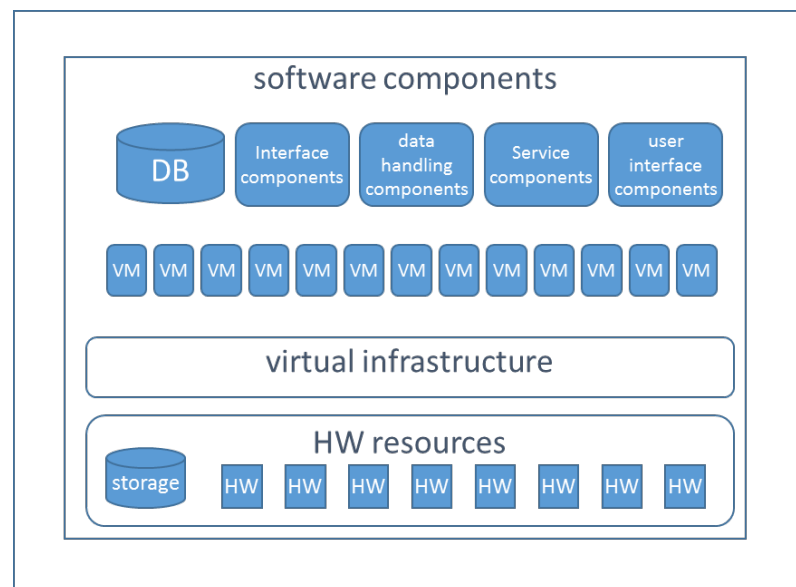 software components
DB
Interface
components
data
handling
components
Service
components
user
interface
components
VM VM VM VM VM VM VM VM VM VM VM VM VM
virtual infrastructure
HW resources
storage
HW HW HW HW HW HW HW HW